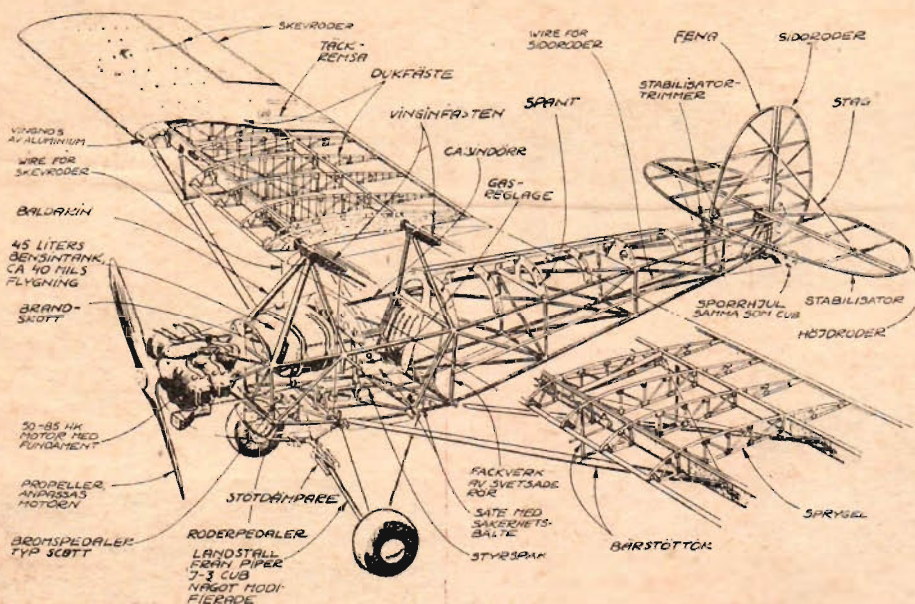 SKEVRODER
TÄCK-
REMSA
DUKFÄSTE
VINGINFÄSTEN
CABINDÖRR
GAS-
REGLAGE
SPANT
WIRE FÖR
SIDORODER
STABILISATOR-
TRIMMER
FENA
SIDORODER
STAG
VINGNOS
AV ALUMINIUM
WIRE FÖR
SKEVRODER
BALDAKIN
45 LITERS
BENSINTANK,
CA 40 MILS
FLYGNING
BRAND-
SKOTT
50-85 HK
MOTOR MED
FUNDAMENT
PROPELLER,
ANPASSAS
MOTORN
BROMSPEDALER
TYP SCOTT
STÖTDÄMPARE
RODERPEDALER
LANDSTÄLL
FRÅN PIPER
J-3 CUB
NÅGOT MODI-
FIERADE
FACKVERK
AV SVETSADE
RÖR
SÄTE MED
SÄKERHETS-
BÄLTE
STYRSPAK
BÄRSTÖTTOR
SPRYGEL
SPORRHJUL
SAMMA SOM CUB
STABILISATOR
HÖJDRODER